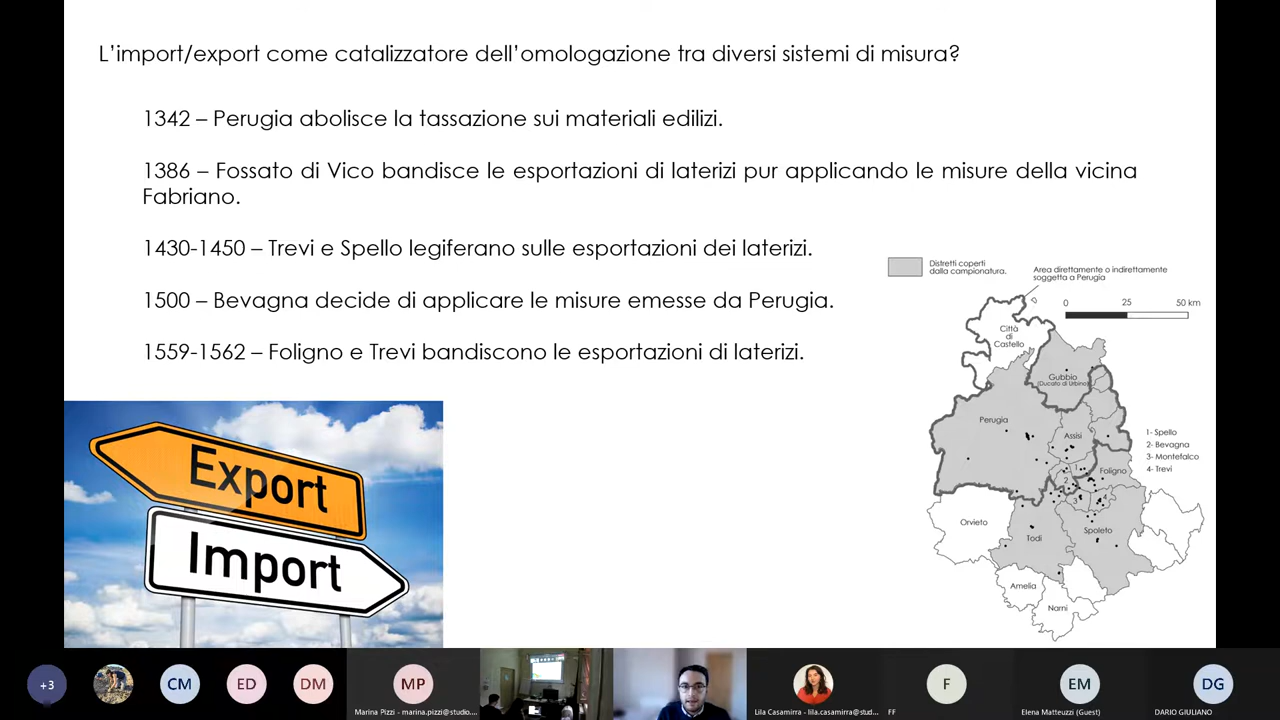 L'import/export come catalizzatore dell'omologazione tra diversi sistemi di misura?
1342 – Perugia abolisce la tassazione sui materiali edilizi.
1386 – Fossato di Vico bandisce le esportazioni di laterizi pur applicando le misure della vicina
Fabriano.
1430-1450 – Trevi e Spello legiferano sulle esportazioni dei laterizi.
1500 – Bevagna decide di applicare le misure emesse da Perugia.
1559-1562 – Foligno e Trevi bandiscono le esportazioni di laterizi.
Distretti coperti
dalla campionatura.
Area direttamente o indirettamente
soggetta a Perugia
0 25 50 km
Città
di
Castello
Gubbio
(Ducato di Urbino)
Perugia
Assisi
1- Spello
2- Bevagna
3- Montefalco
4- Trevi
1
Foligno
3
Orvieto
Todi
Spoleto
Amelia
Narni
Export
Import
+3
CM
ED
DM
MP
F
EM
DG
Marina Pizzi - marina.pizzi@studio....
Lila Casamirra - lila.casamirra@stud...
FF
Elena Matteuzzi (Guest)
DARIO GIULIANO